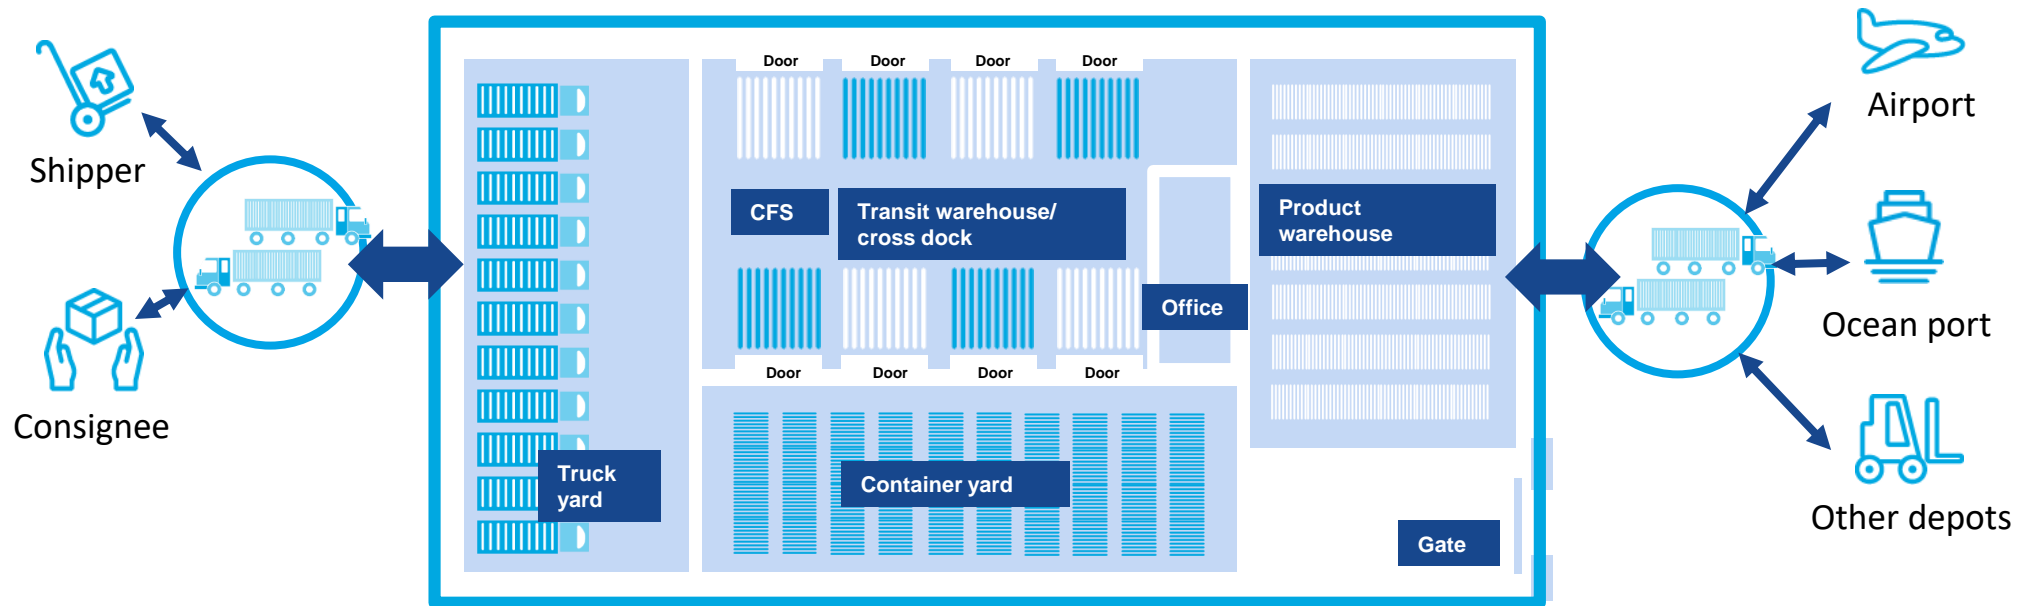 Shipper
Consignee
Door
Door
Door
Door
CFS
Transit warehouse/
cross dock
Office
Door
Door
Door
Door
Truck
yard
Container yard
Product
warehouse
Gate
Airport
Ocean port
Other depots